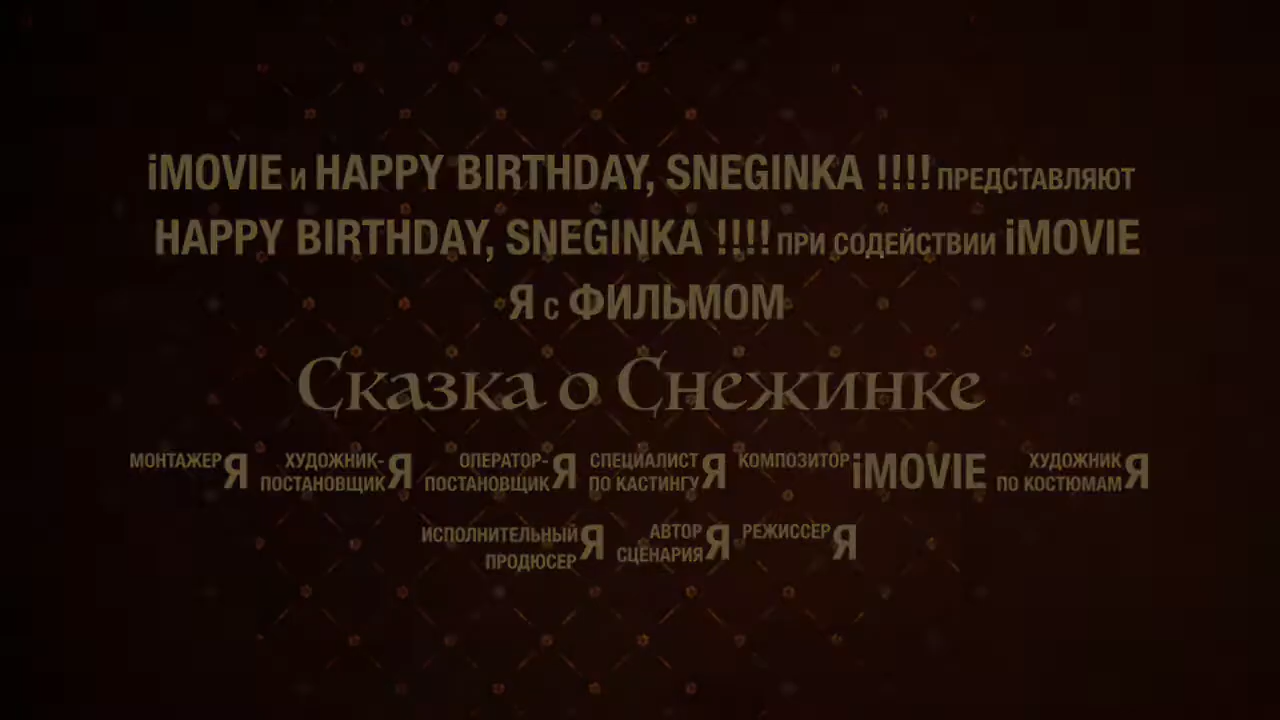 iMOVIE и HAPPY BIRTHDAY, SNEGINKA !!!! ПРЕДСТАВЛЯЮТ
HAPPY BIRTHDAY, SNEGINKA !!!! ПРИ СОДЕЙСТВИИ iMOVIE
Я С ФИЛЬМОМ
Сказка о Снежинке
МОНТАЖЕР Я ХУДОЖНИК-ПОСТАНОВЩИК Я ОПЕРАТОР-ПОСТАНОВЩИК Я СПЕЦИАЛИСТ ПО КАСТИНГУ Я КОМПОЗИТОР iMOVIE ХУДОЖНИК ПО КОСТЮМАМ Я
ИСПОЛНИТЕЛЬНЫЙ ПРОДЮСЕР Я АВТОР СЦЕНАРИЯ Я РЕЖИССЕР Я